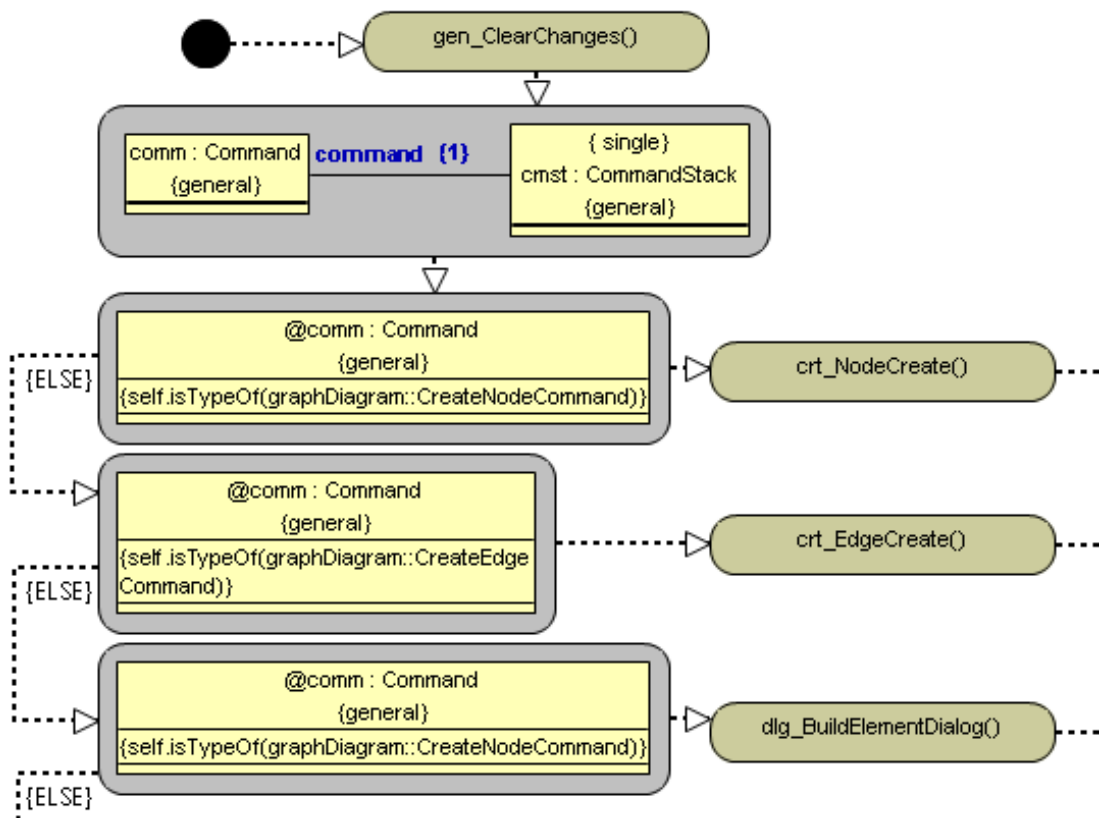 gen_ClearChanges()
comm : Command
{general}
command {1}
{ single}
cmst : CommandStack
{general}
@comm : Command
{general}
{self.isTypeOf(graphDiagram::CreateNodeCommand)}
{ELSE}
crt_NodeCreate()
@comm : Command
{general}
{self.isTypeOf(graphDiagram::CreateEdge
Command)}
{ELSE}
crt_EdgeCreate()
@comm : Command
{general}
{self.isTypeOf(graphDiagram::CreateNodeCommand)}
{ELSE}
dlg_BuildElementDialog()